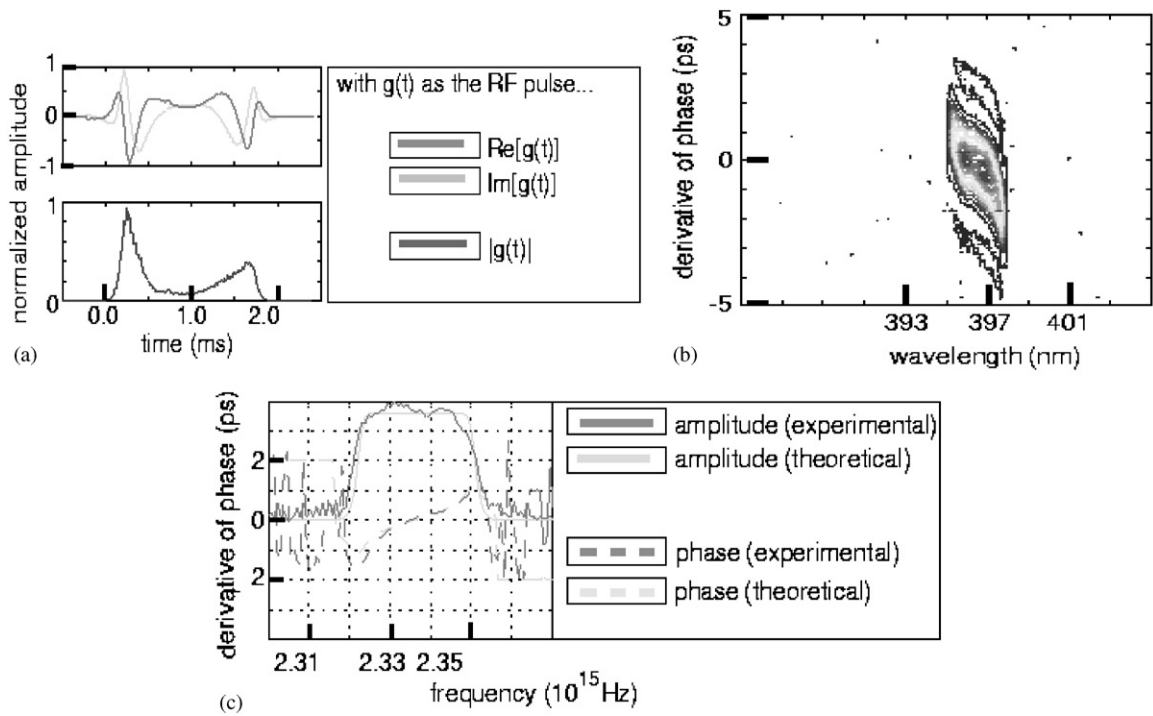 normalized amplitude
1
0
-1
1
0
0.0 1.0 2.0
time (ms)
(a)
with g(t) as the RF pulse...
Re[g(t)]
Im[g(t)]
|g(t)|
derivative of phase (ps)
5
0
-5
393 397 401
wavelength (nm)
(b)
derivative of phase (ps)
2
0
2
2.31 2.33 2.35
frequency (10^15Hz)
(c)
amplitude (experimental)
amplitude (theoretical)
phase (experimental)
phase (theoretical)